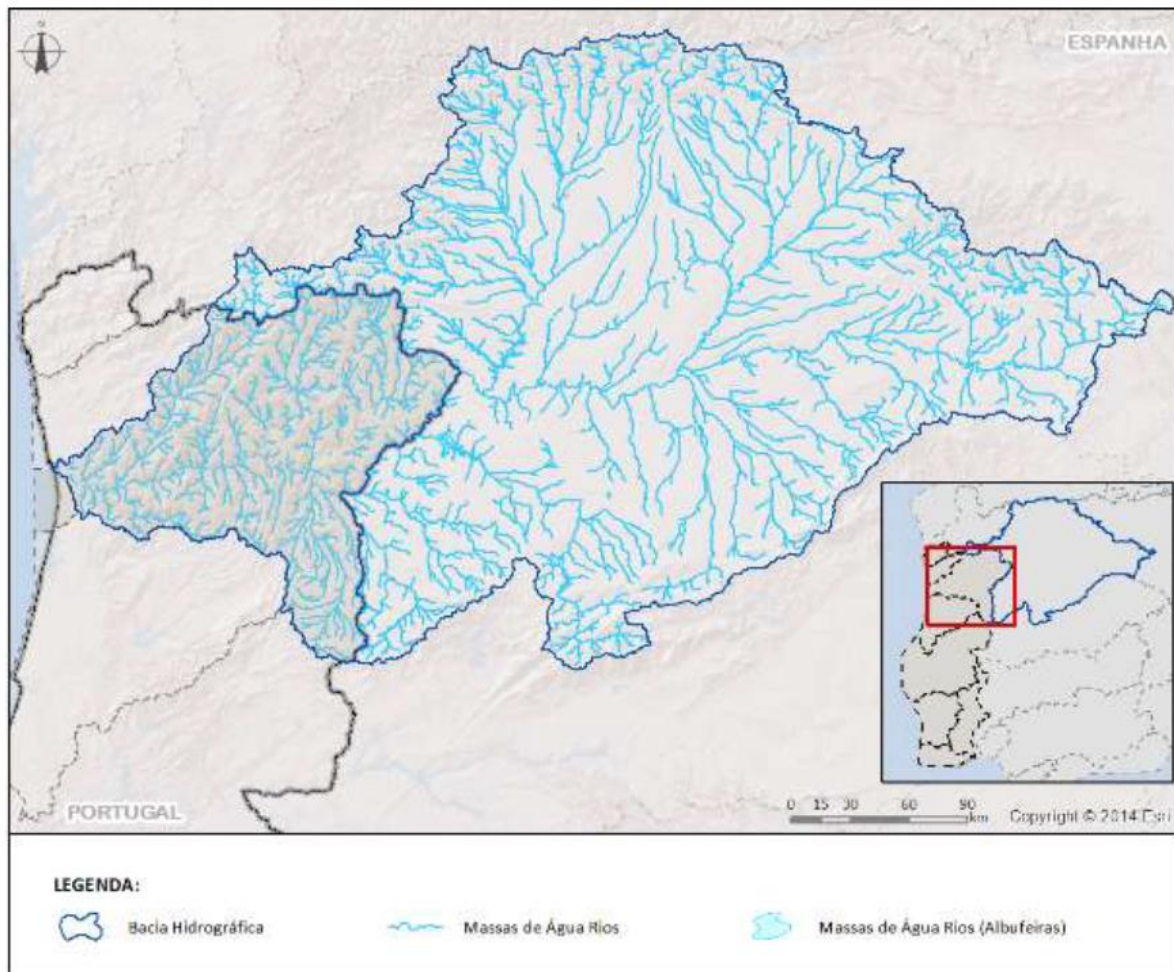 N
ESPANHA
PORTUGAL
0 15 30 60 90
km
Copyright © 2014 Esri
LEGENDA:
Bacia Hidrográfica
Massas de Água Rios
Massas de Água Rios (Albufeiras)